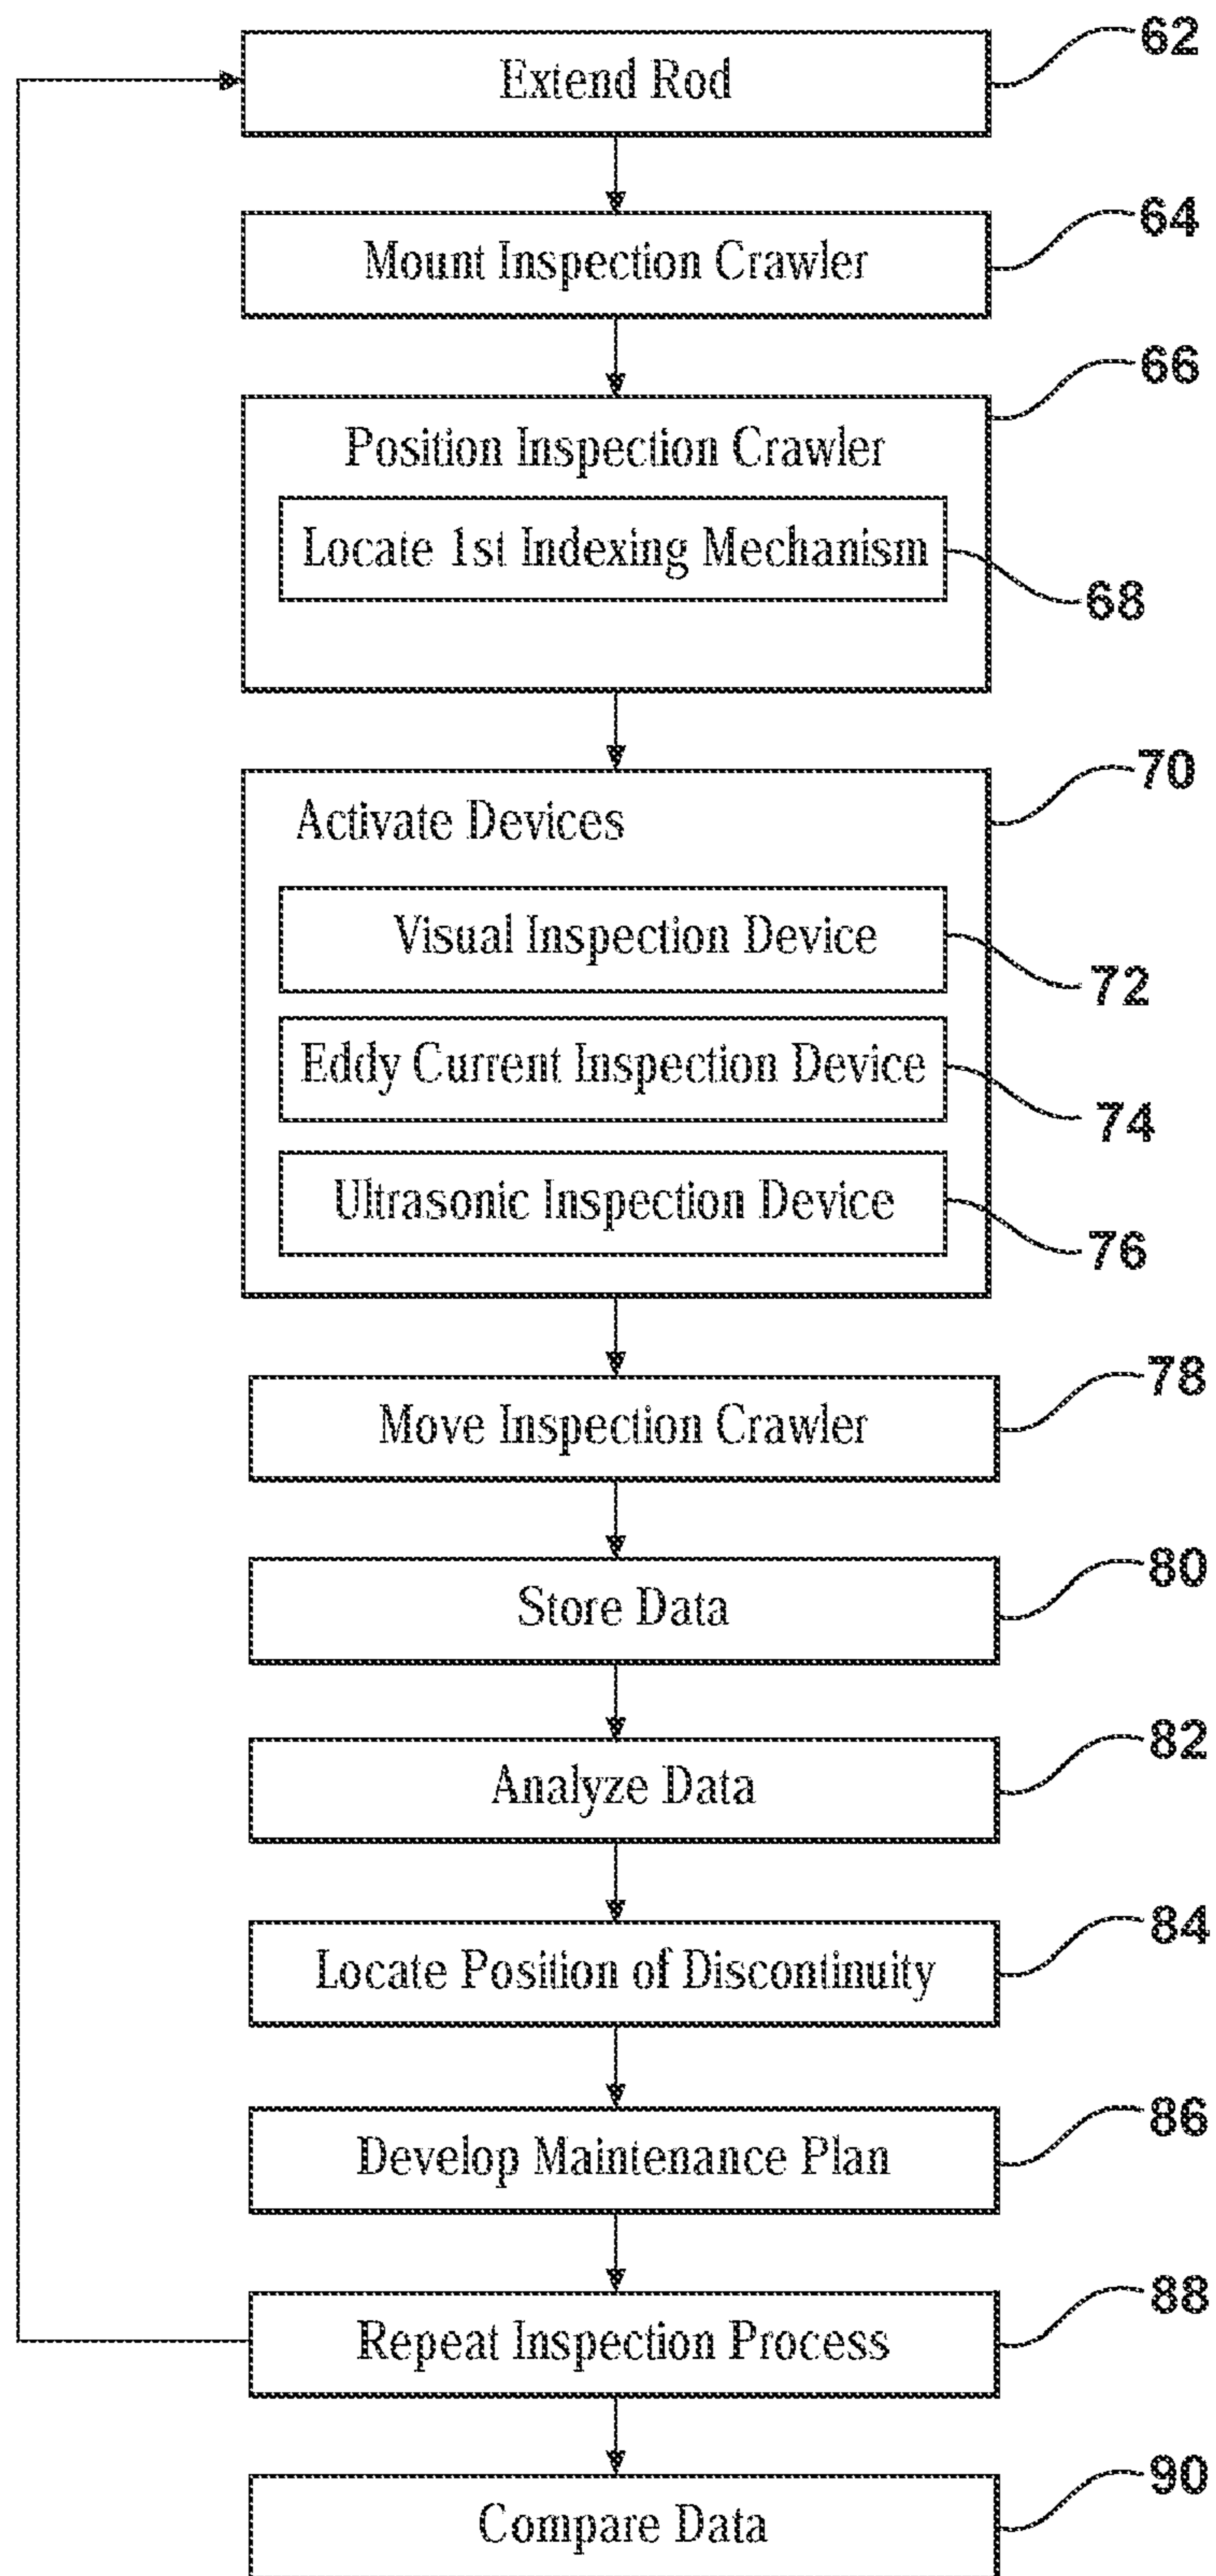 Extend Rod
62
Mount Inspection Crawler
64
Position Inspection Crawler
66
Locate 1st Indexing Mechanism
68
Activate Devices
70
Visual Inspection Device
72
Eddy Current Inspection Device
74
Ultrasonic Inspection Device
76
Move Inspection Crawler
78
Store Data
80
Analyze Data
82
Locate Position of Discontinuity
84
Develop Maintenance Plan
86
Repeat Inspection Process
88
Compare Data
90